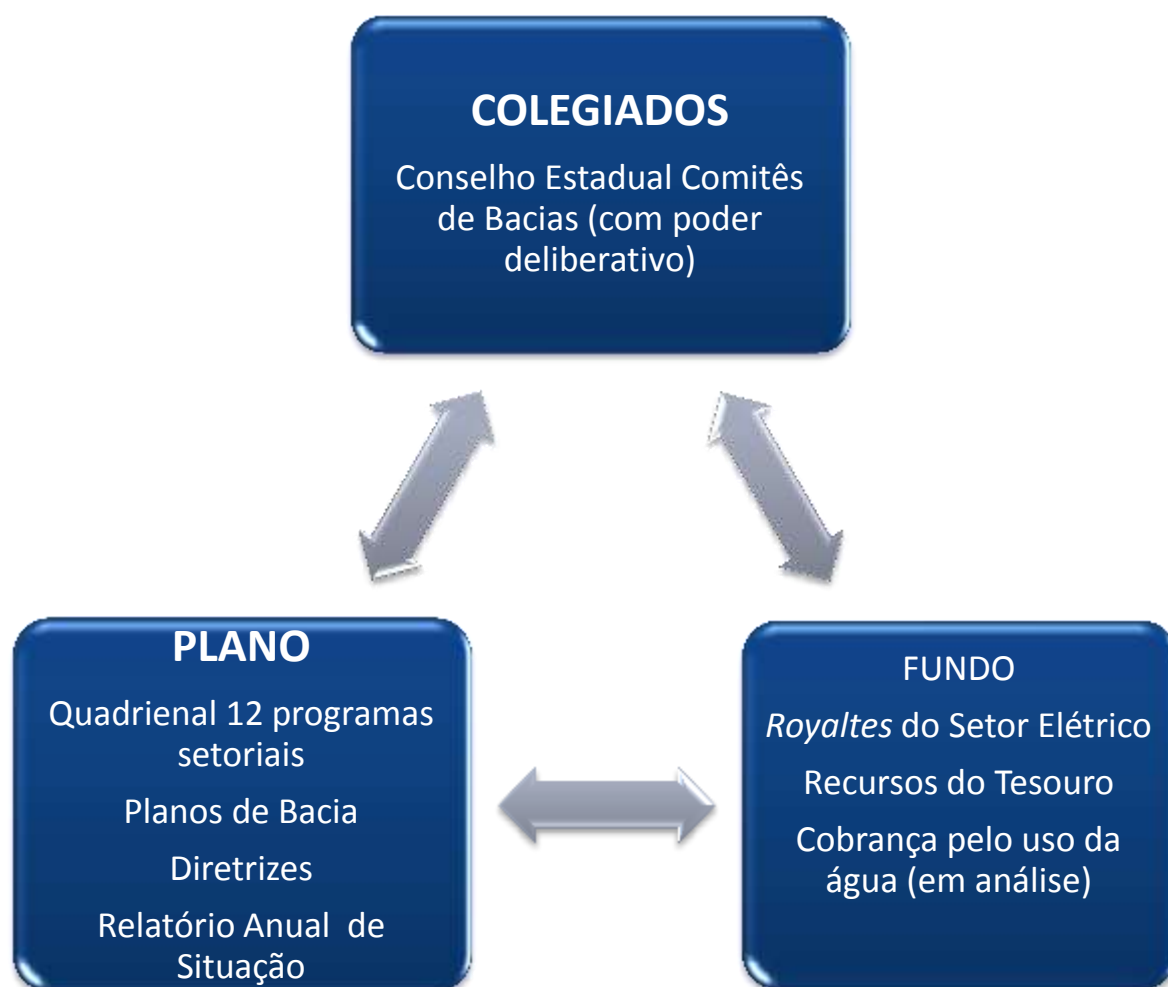 COLEGIADOS
Conselho Estadual Comitês
de Bacias (com poder
deliberativo)
PLANO
Quadrienal 12 programas
setoriais
Planos de Bacia
Diretrizes
Relatório Anual de
Situação
FUNDO
Royaltes do Setor Elétrico
Recursos do Tesouro
Cobrança pelo uso da
água (em análise)